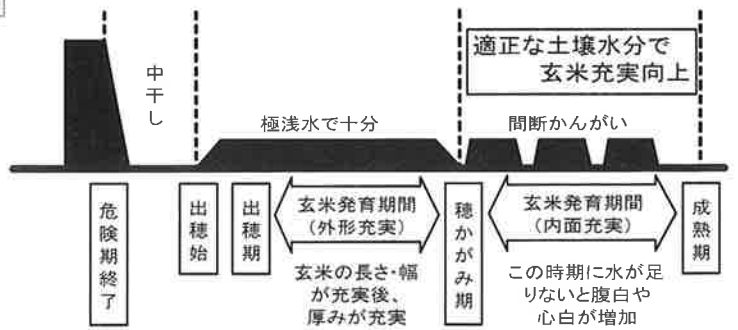 適正な土壌水分で
玄米充実向上
中干し
極浅水で十分
間断かんがい
危険期終了
出穂始
出穂期
玄米発育期間
(外形充実)
穂かがみ期
玄米発育期間
(内面充実)
成熟期
玄米の長さ・幅
が充実後、
厚みが充実
この時期に水が足
りないと腹白や
心白が増加